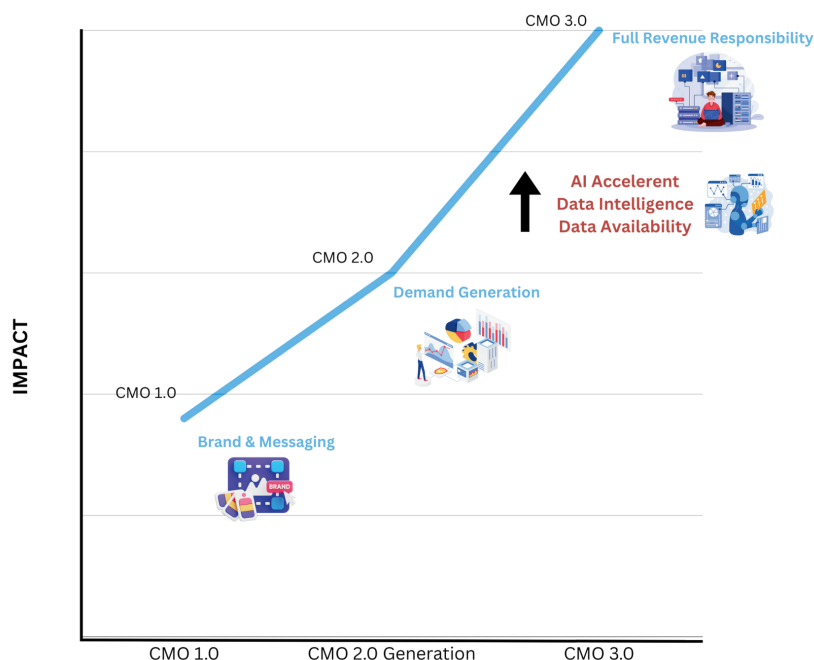 CMO 3.0
Full Revenue Responsibility
AI Accelerent
Data Intelligence
Data Availability
CMO 2.0
Demand Generation
IMPACT
CMO 1.0
Brand & Messaging
BRAND
CMO 1.0
CMO 2.0 Generation
CMO 3.0